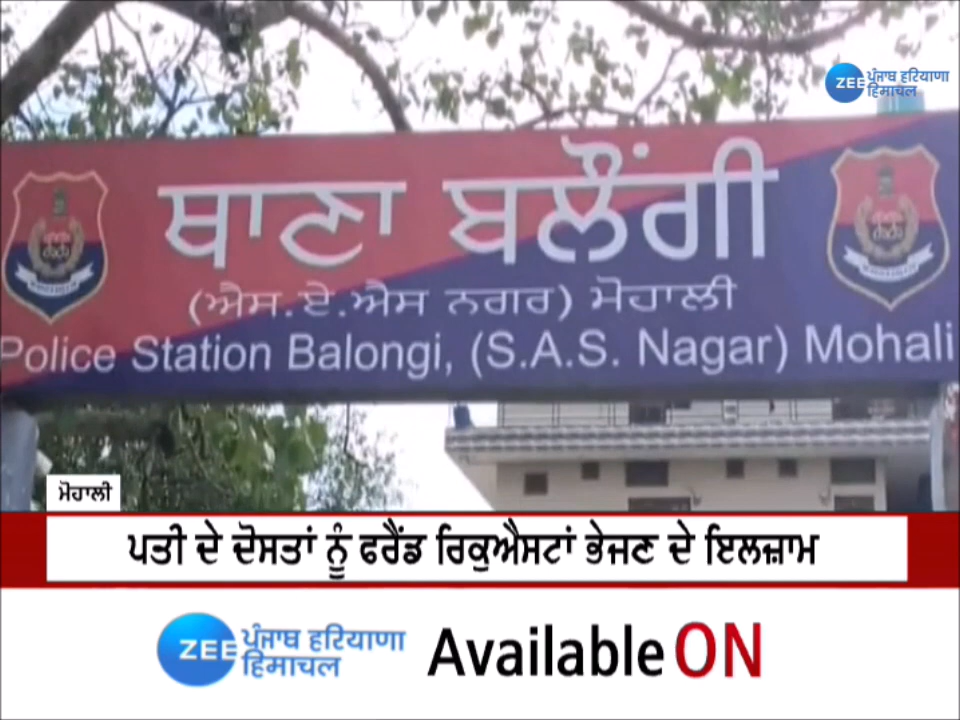 ZEE ਪੰਜਾਬ ਹਰਿਆਣਾ
ਹਿਮਾਚਲ
ਥਾਣਾ ਬਲੌਂਗੀ
(ਐਸ.ਏ.ਐਸ ਨਗਰ) ਮੋਹਾਲੀ
Police Station Balongi, (S.A.S. Nagar) Mohali
ਮੋਹਾਲੀ
ਪਤੀ ਦੇ ਦੋਸਤਾਂ ਨੂੰ ਫਰੈਂਡ ਰਿਕੁਐਸਟਾਂ ਭੇਜਣ ਦੇ ਇਲਜ਼ਾਮ
ZEE ਪੰਜਾਬ ਹਰਿਆਣਾ
ਹਿਮਾਚਲ
Available ON